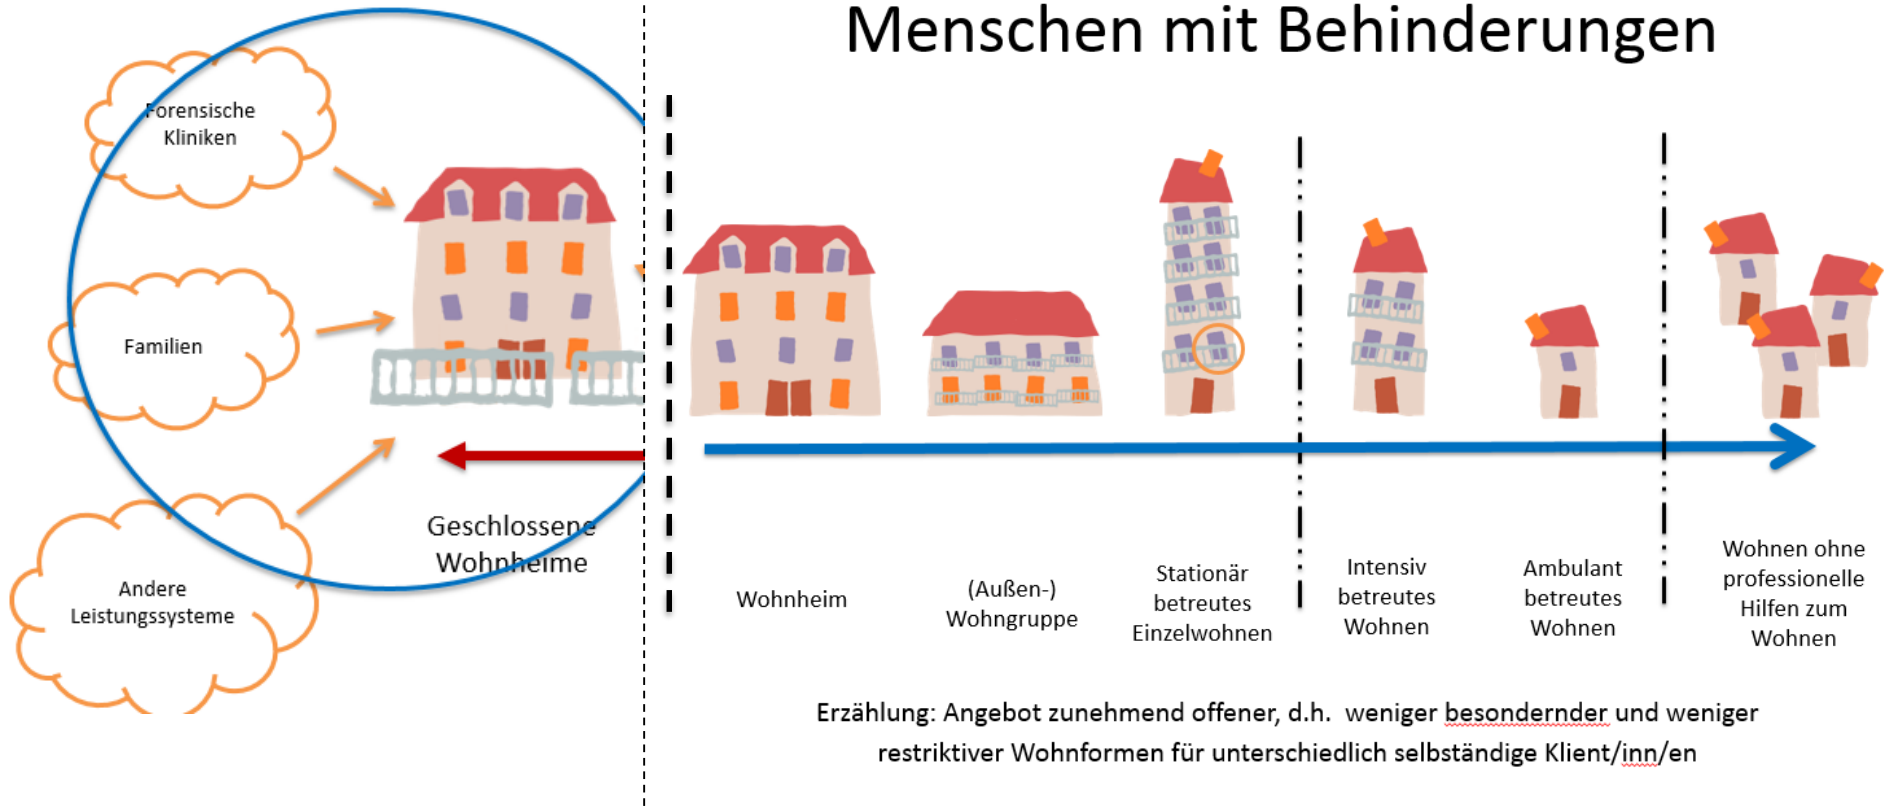 Menschen mit Behinderungen
Forensische
Kliniken
Familien
Andere
Leistungssysteme
Geschlossene
Wohnheime
Wohnheim
(Außen-)
Wohngruppe
Stationär
betreutes
Einzelwohnen
Intensiv
betreutes
Wohnen
Ambulant
betreutes
Wohnen
Wohnen ohne
professionelle
Hilfen zum
Wohnen
Erzählung: Angebot zunehmend offener, d.h. weniger besondernder und weniger
restriktiver Wohnformen für unterschiedlich selbständige Klient/inn/en